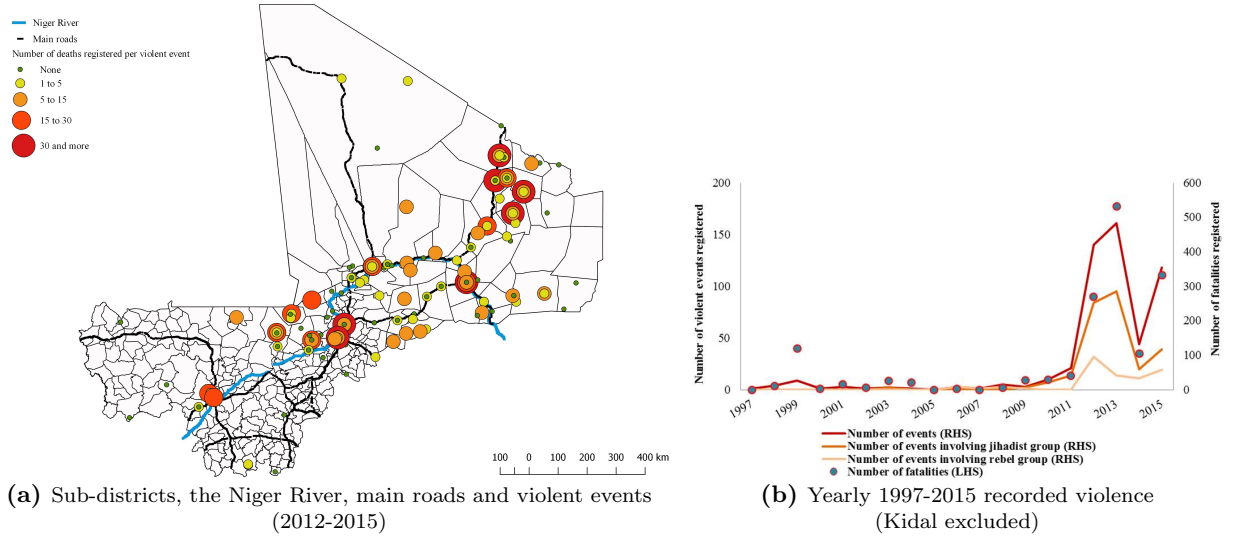 Niger River
Main roads
Number of deaths registered per violent event
None
1 to 5
5 to 15
15 to 30
30 and more
100 0 100 200 300 400 km
(a) Sub-districts, the Niger River, main roads and violent events
(2012-2015)
Number of violent events registered
200
150
100
50
0
600
500
400
300
200
100
0
Number of fatalities registered
1997 1999 2001 2003 2005 2007 2009 2011 2013 2015
Number of events (RHS)
Number of events involving jihadist group (RHS)
Number of events involving rebel group (RHS)
Number of fatalities (LHS)
(b) Yearly 1997-2015 recorded violence
(Kidal excluded)